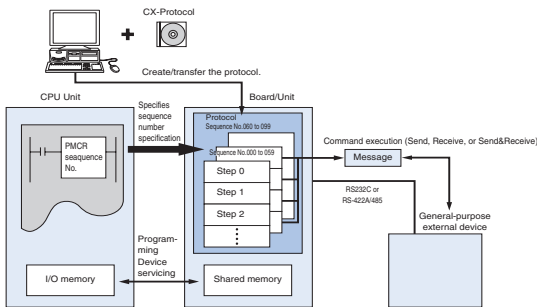 CX-Protocol
Create/transfer the protocol.
CPU Unit
Specifies
sequence
number
specification
Board/Unit
Protocol
Sequence No.060 to 099
Sequence No.000 to 059
PMCR
seaquence
No.
Step 0
Step 1
Step 2
Command execution (Send, Receive, or Send&Receive)
Message
RS232C or
RS-422A/485
General-purpose
external device
Program-
ming
Device
servicing
I/O memory
Shared memory